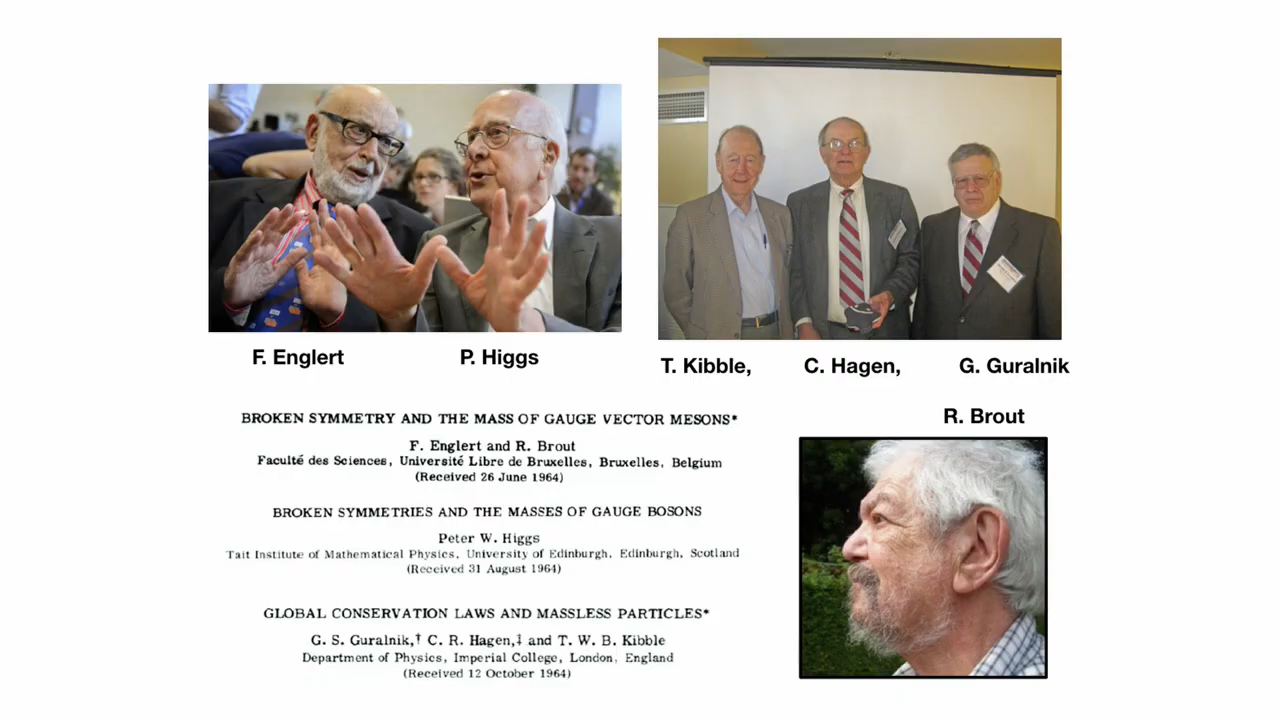 F. Englert
P. Higgs
T. Kibble,
C. Hagen,
G. Guralnik
R. Brout
BROKEN SYMMETRY AND THE MASS OF GAUGE VECTOR MESONS*
F. Englert and R. Brout
Faculté des Sciences, Université Libre de Bruxelles, Bruxelles, Belgium
(Received 26 June 1964)
BROKEN SYMMETRIES AND THE MASSES OF GAUGE BOSONS
Peter W. Higgs
Tait Institute of Mathematical Physics, University of Edinburgh, Edinburgh, Scotland
(Received 31 August 1964)
GLOBAL CONSERVATION LAWS AND MASSLESS PARTICLES*
G. S. Guralnik,† C. R. Hagen,‡ and T. W. B. Kibble
Department of Physics, Imperial College, London, England
(Received 12 October 1964)